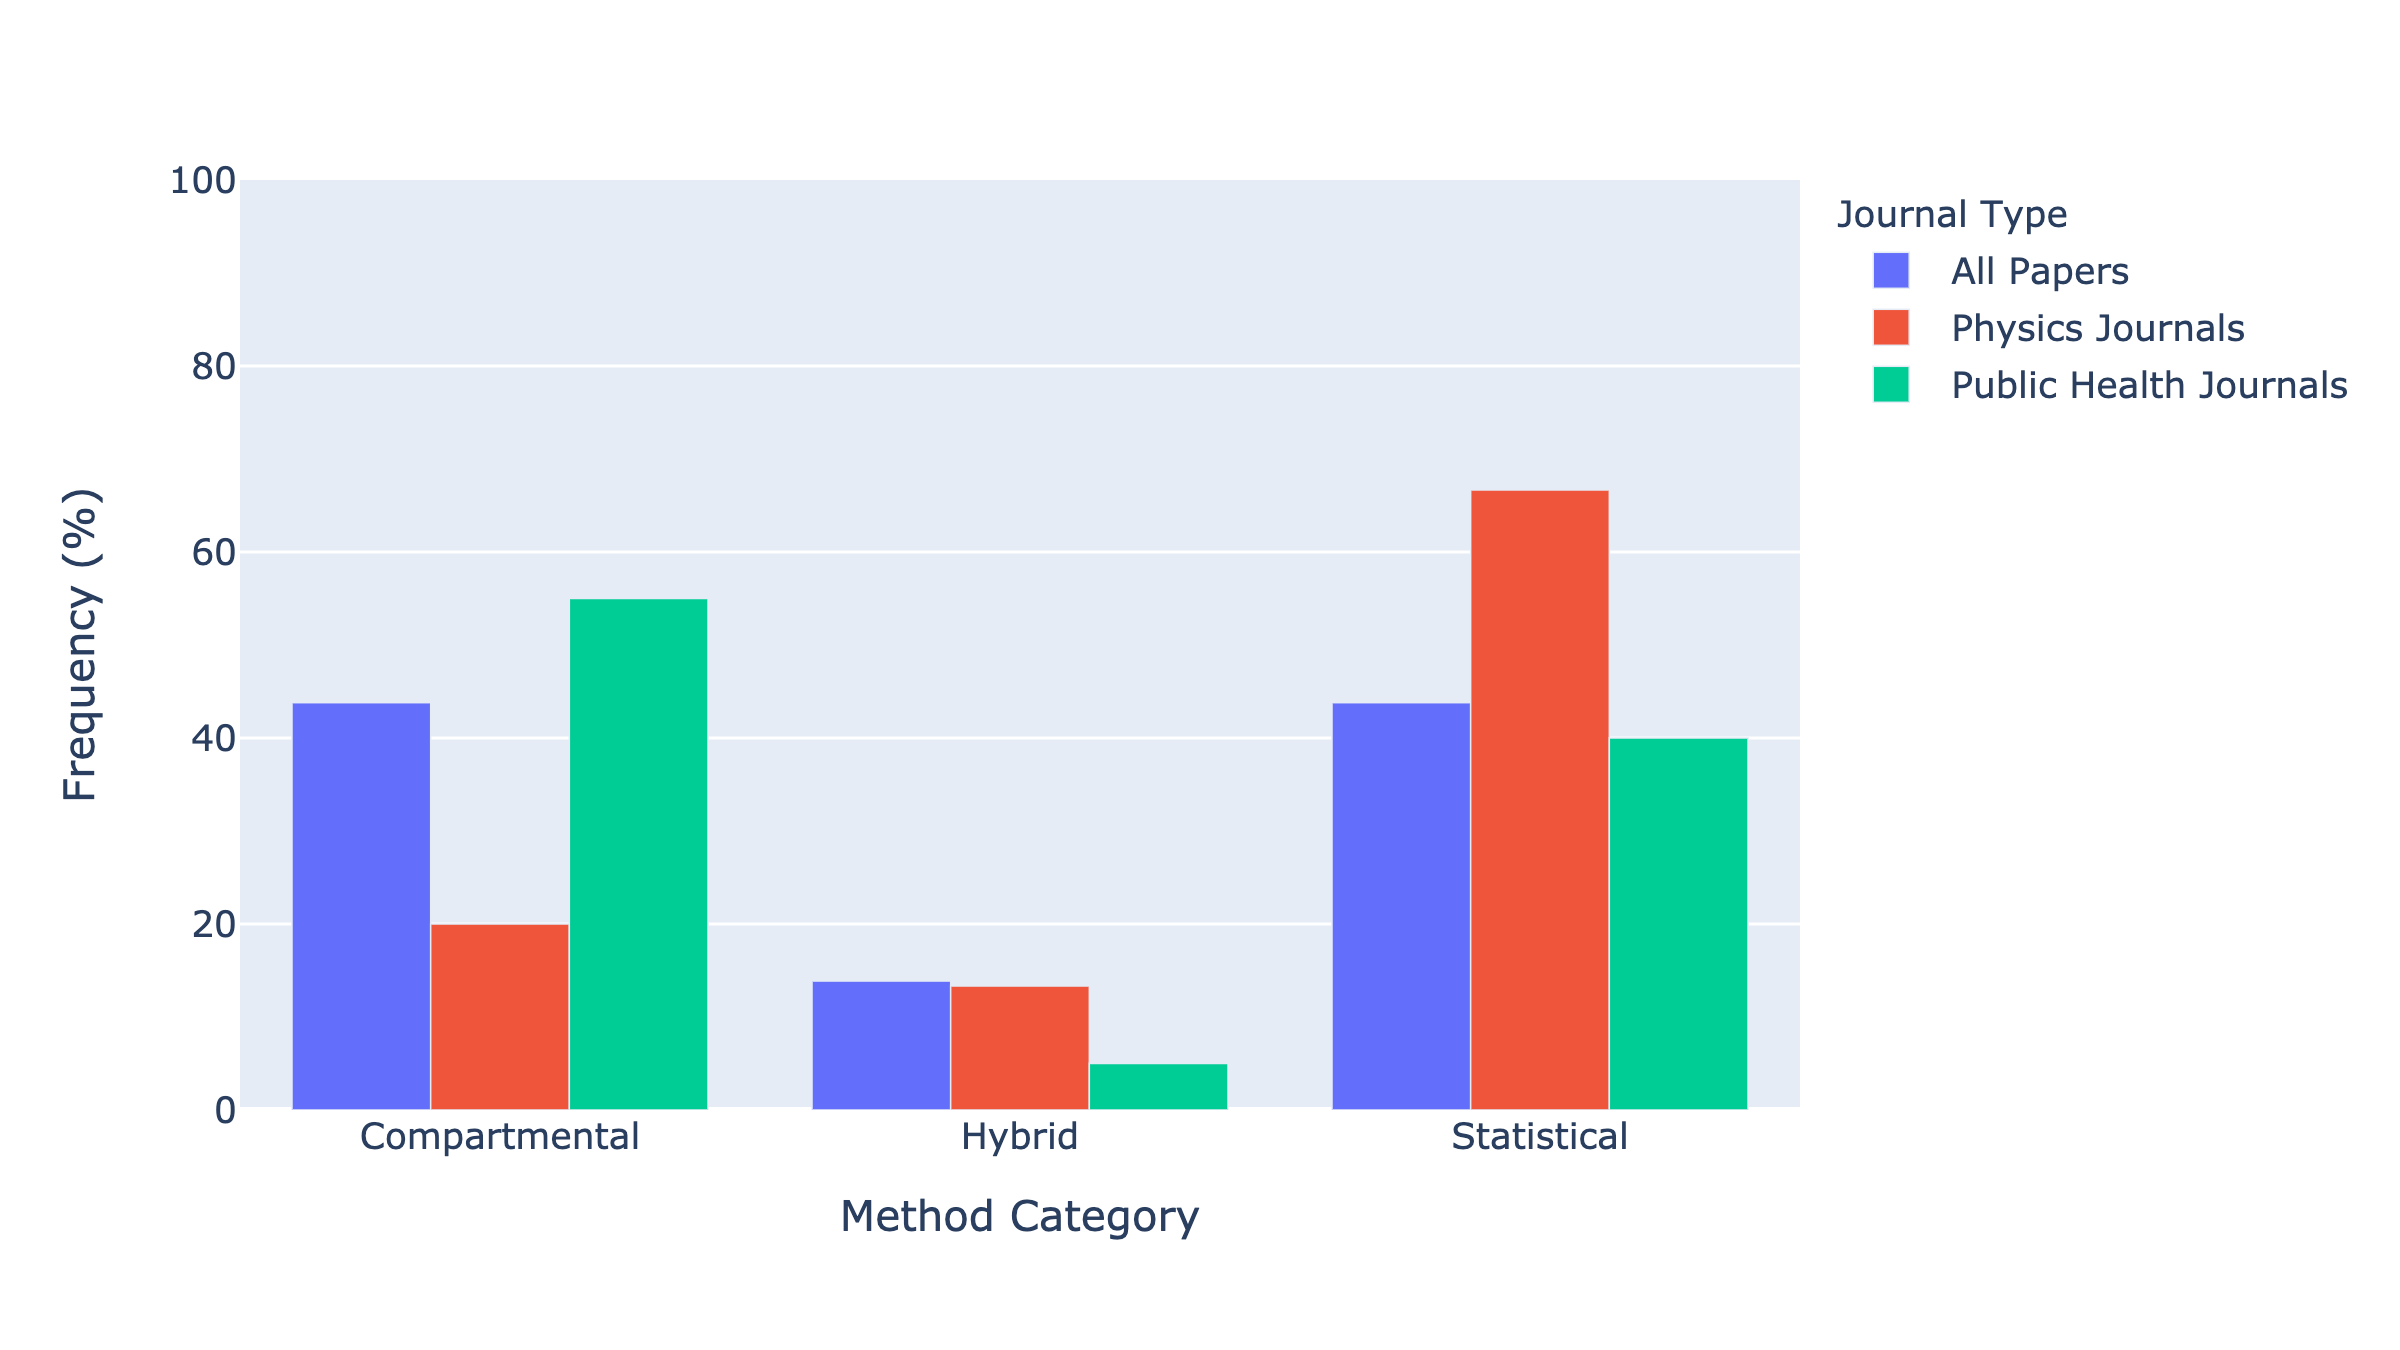 100
80
60
40
20
0
Frequency (%)
Compartmental
Hybrid
Statistical
Method Category
Journal Type
All Papers
Physics Journals
Public Health Journals